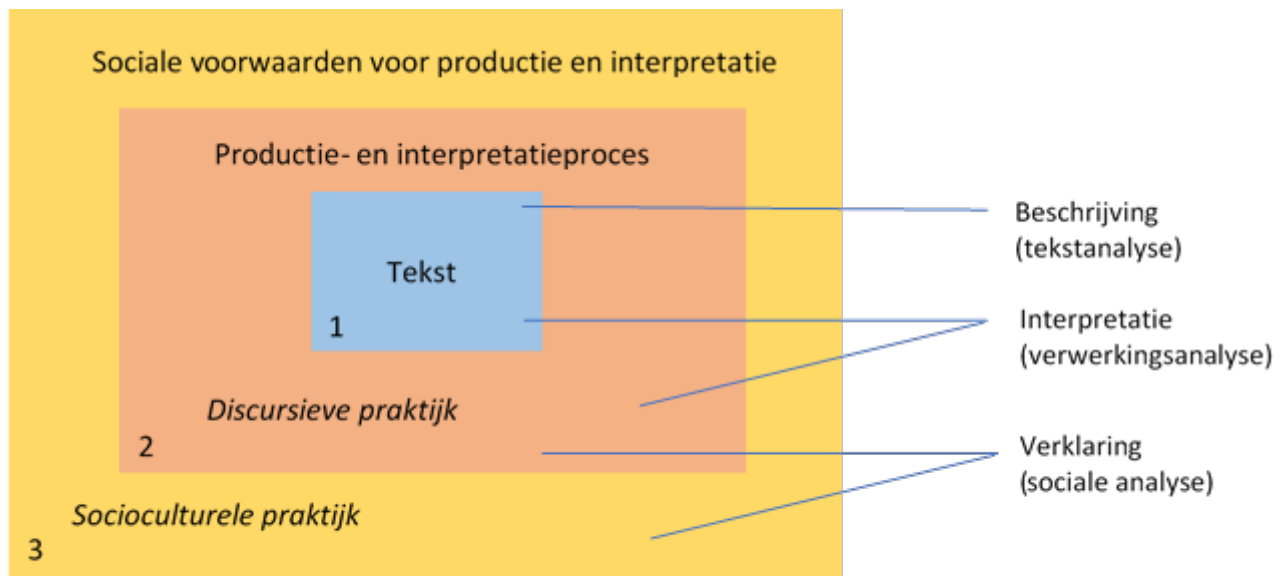 Sociale voorwaarden voor productie en interpretatie
Productie- en interpretatieproces
Tekst
1
Discursieve praktijk
2
Socioculturele praktijk
3
Beschrijving
(tekstanalyse)
Interpretatie
(verwerkingsanalyse)
Verklaring
(sociale analyse)